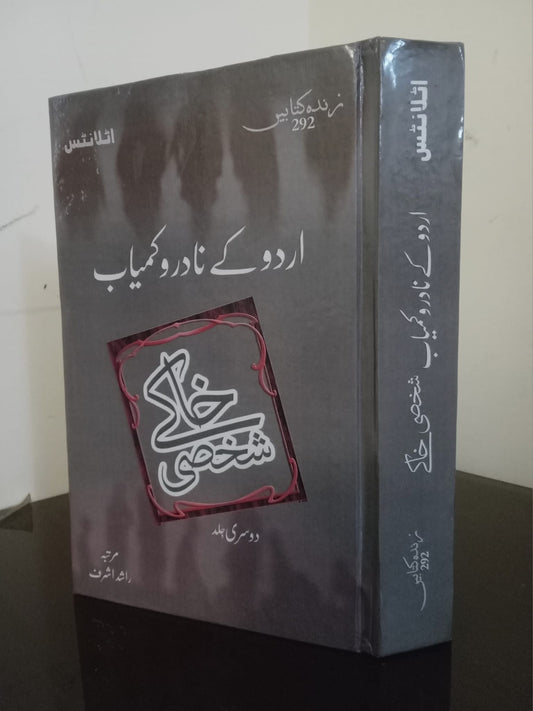 زندہ کتابیں
292
اٹلانٹس
اردو کے نادر و کمیاب
شخصی خاکے
دوسری جلد
مرتبہ
راشد اشرف
اٹلانٹس
اردو کے نادر و کمیاب شخصی خاکے
زندہ کتابیں
292